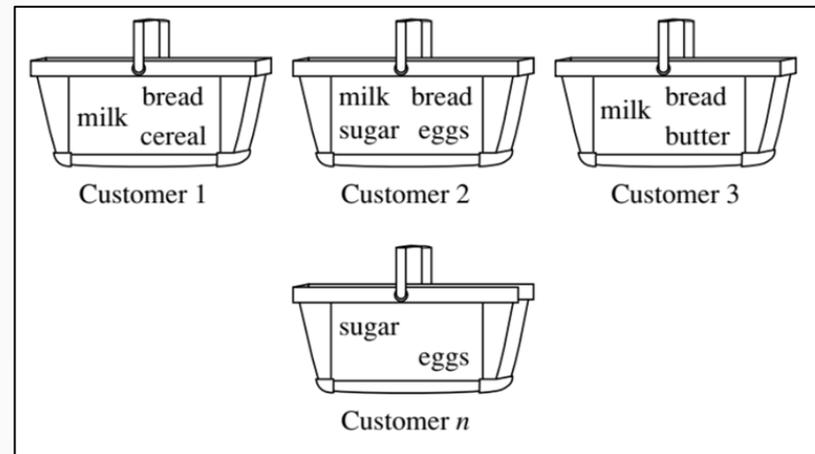 milk bread cereal
milk bread
sugar eggs
milk bread butter
Customer 1
Customer 2
Customer 3
sugar
eggs
Customer n